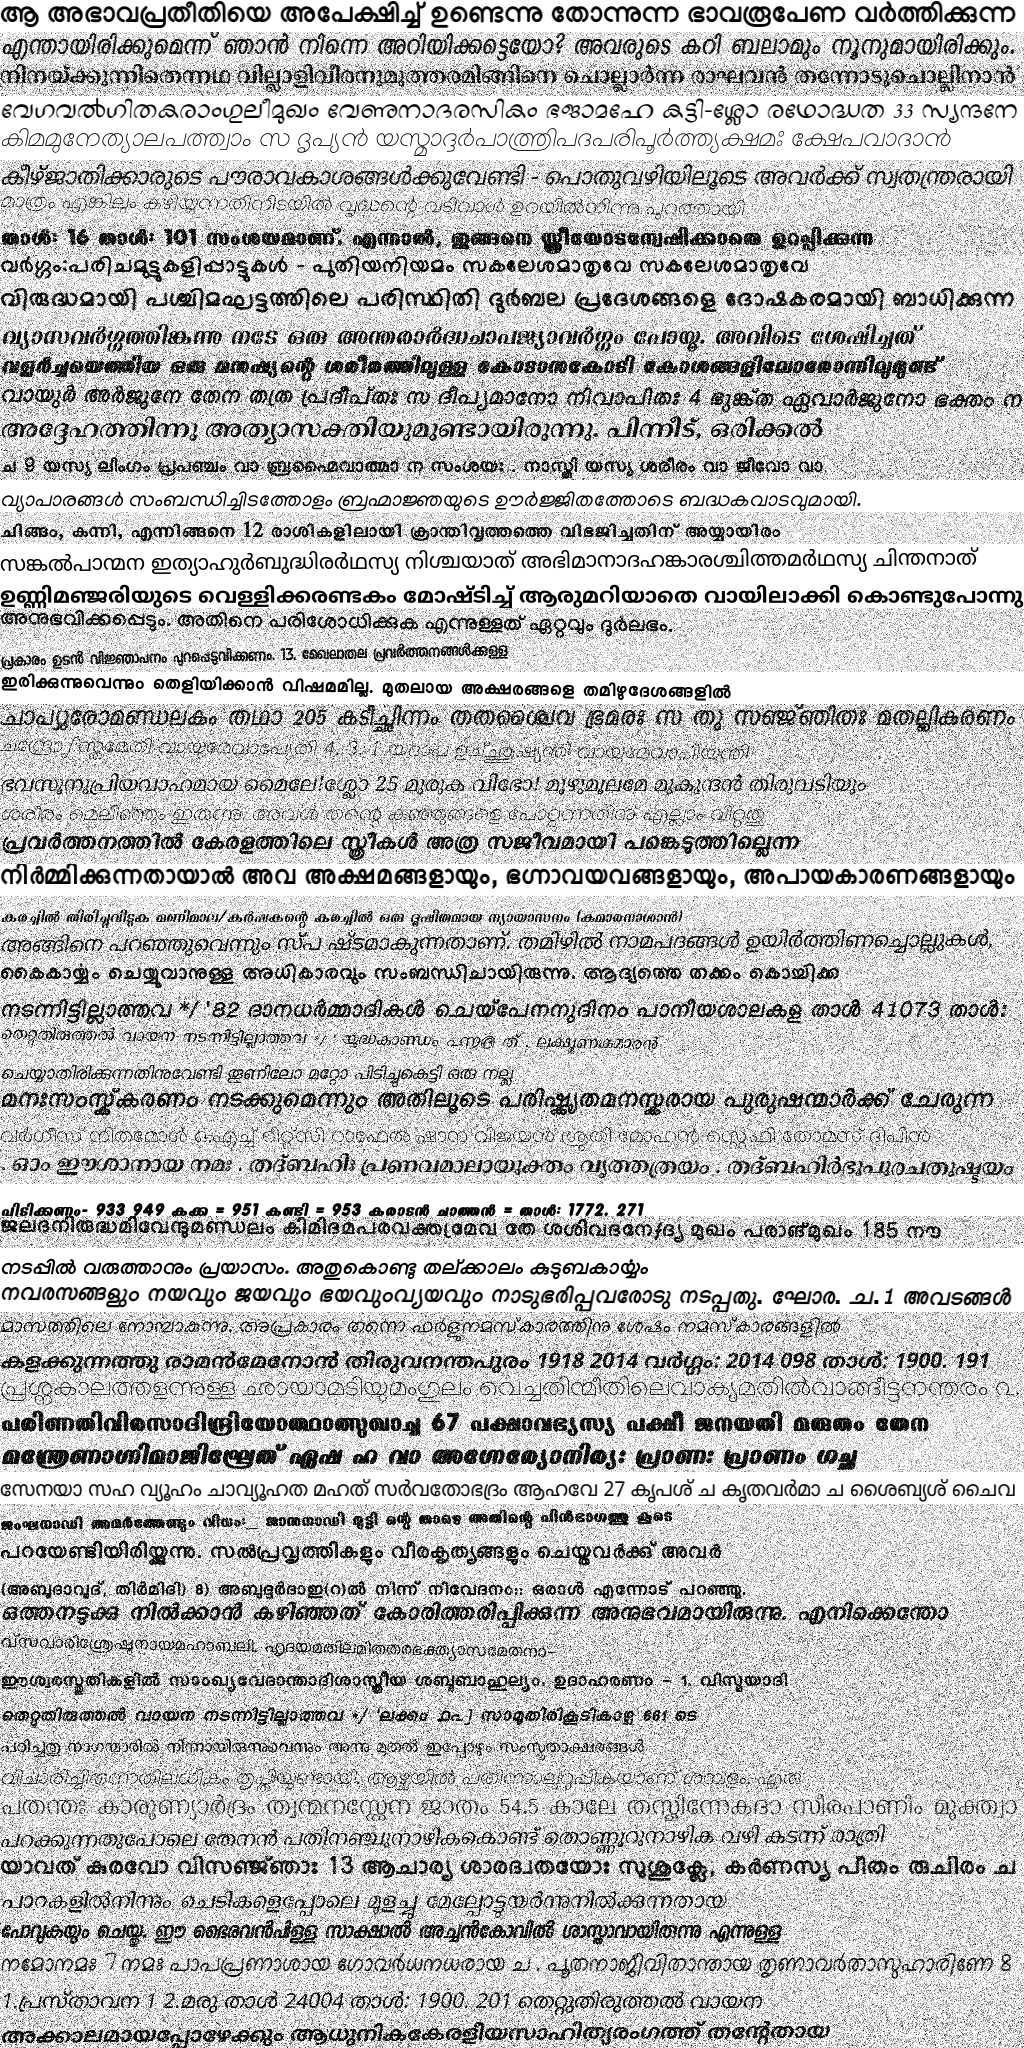 ആ അഭാവപ്രതീതിയെ അപേക്ഷിച്ച് ഉണ്ടെന്നു തോന്നുന്ന ഭാവരൂപേണ വർത്തിക്കുന്ന
എന്തായിരിക്കുമെന്ന് ഞാൻ നിന്നെ അറിയിക്കട്ടെയോ? അവരുടെ കറി ബലാമും നൂനുമായിരിക്കും.
നിനയ്ക്കുന്നിതെന്നഥ വില്ലാളിവീരനുമുത്തരമിങ്ങിനെ ചൊല്ലാർന്ന രാഘവൻ തന്നോടുചൊല്ലിനാൻ
വേഗവൽഗിതകരാംഗുലീമുഖം വേണുനാദരസികം ഭജാമഹേ കട്ടി-ശ്ലോ രഥോദ്ധത 33 സ്യന്ദനേ
കിമമുനേത്യാലപത്ത്വാം സ ദൃപ്യൻ യസ്മാദ്ദർപാത്ത്രിപദപരിപൂർത്ത്യക്ഷമഃ ക്ഷേപവാദാൻ
കീഴ്ജാതിക്കാരുടെ പൗരാവകാശങ്ങൾക്കുവേണ്ടി - പൊതുവഴിയിലൂടെ അവർക്ക് സ്വതന്ത്രരായി
മാത്രം എങ്കിലും കഴിയുന്നതിനിടയിൽ വൃദ്ധന്റെ വടിവാൾ ഉറയിൽനിന്നു പുറത്തായി
താൾ: 16 താൾ: 101 സംശയമാണ്. എന്നാൽ, ഇങ്ങനെ സ്ത്രീയോടന്വേഷിക്കാതെ ഉറപ്പിക്കുന്ന
വർഗ്ഗം:പരിചമുട്ടുകളിപ്പാട്ടുകൾ - പുതിയനിയമം സകലേശമാതൃവേ സകലേശമാതൃവേ
വിരുദ്ധമായി പശ്ചിമഘട്ടത്തിലെ പരിസ്ഥിതി ദുർബല പ്രദേശങ്ങളെ ദോഷകരമായി ബാധിക്കുന്ന
വ്യാസവർഗ്ഗത്തിങ്കന്നു നടേ ഒരു അന്തരാർദ്ധചാപജ്യാവർഗ്ഗം പോയൂ. അവിടെ ശേഷിച്ചത്
വളർച്ചയെത്തിയ ഒരു മനുഷ്യന്റെ ശരീരത്തിലുള്ള കോടാനുകോടി കോശങ്ങളിലോരോന്നിലുമുണ്ട്
വായുർ അർജുനേ തേന തത്ര പ്രദീപ്തഃ സ ദീപ്യമാനോ നിവാപിതഃ 4 ഭുങ്ക്ത ഏവാർജുനോ ഭക്തം ന
അദ്ദേഹത്തിന്നു അത്യാസക്തിയുമുണ്ടായിരുന്നു. പിന്നീട്, ഒരിക്കൽ
ച 9 യസ്യ ലിംഗം പ്രപഞ്ചം വാ ബ്രഹ്മൈവാത്മാ ന സംശയഃ . നാസ്തി യസ്യ ശരീരം വാ ജീവോ വാ
വ്യാപാരങ്ങൾ സംബന്ധിച്ചിടത്തോളം ബ്രഹ്മാജ്ഞയുടെ ഊർജ്ജിതത്തോടെ ബദ്ധകവാടവുമായി.
ചിങ്ങം, കന്നി, എന്നിങ്ങനെ 12 രാശികളിലായി ക്രാന്തിവൃത്തത്തെ വിഭജിച്ചതിന് അയ്യായിരം
സങ്കൽപാന്മന ഇത്യാഹുർബുദ്ധിരർഥസ്യ നിശ്ചയാത് അഭിമാനാദഹങ്കാരശ്ചിത്തമർഥസ്യ ചിന്തനാത്
ഉണ്ണിമഞ്ജരിയുടെ വെള്ളിക്കരണ്ടകം മോഷ്ടിച്ച് ആരുമറിയാതെ വായിലാക്കി കൊണ്ടുപോന്നു
അനുഭവിക്കപ്പെടും. അതിനെ പരിശോധിക്കുക എന്നുള്ളത് ഏറ്റവും ദുർലഭം.
പ്രകാരം ഉടൻ വിജ്ഞാപനം പുറപ്പെടുവിക്കണം. 13. മേഖലാതല പ്രവർത്തനങ്ങൾക്കുള്ള
ഇരിക്കുന്നുവെന്നും തെളിയിക്കാൻ വിഷമമില്ല. മുതലായ അക്ഷരങ്ങളെ തമിഴുദേശങ്ങളിൽ
ചാപ്യുരോമണ്ഡലകം തഥാ 205 കടീച്ഛിന്നം തതശ്ചൈവ ഭ്രമരഃ സ തു സഞ്ജ്ഞിതഃ മതല്ലികരണം
ഭവസൂനുപ്രിയവാഹമായ മൈലേ!ശ്ലോ 25 മുരുക വിഭോ! മുഴുമൂലമേ മുകുന്ദൻ തിരുവടിയും
ശരീരം മെലിഞ്ഞും ഇരുന്നു. അവൾ തന്റെ കുഞ്ഞുങ്ങളെ പോറ്റുന്നതിനാ എല്ലാം വിറ്റതു
പ്രവർത്തനത്തിൽ കേരളത്തിലെ സ്ത്രീകൾ അത്ര സജീവമായി പങ്കെടുത്തില്ലെന്ന
നിർമ്മിക്കുന്നതായാൽ അവ അക്ഷമങ്ങളായും, ഭഗ്നാവയവങ്ങളായും, അപായകാരണങ്ങളായും
കരച്ചിൽ തിരിച്ചുവിടുക മണിമാല/കർഷകന്റെ കരച്ചിൽ ഒരു ദൂഷിതമായ ന്യായാസനം (കുമാരനാശാൻ)
അങ്ങിനെ പറഞ്ഞുവെന്നും സ്പ ഷ്ടമാകുന്നതാണ്. തമിഴിൽ നാമപദങ്ങൾ ഉയിർത്തിണച്ചൊല്ലുകൾ,
കൈകാര്യം ചെയ്യുവാനുള്ള അധികാരവും സംബന്ധിചായിരുന്നു. ആദ്യത്തെ തക്കം കൊച്ചിക്ക
നടന്നിട്ടില്ലാത്തവ */ '82 ദാനധർമ്മാദികൾ ചെയ്പേനനുദിനം പാനീയശാലകള താൾ 41073 താൾ:
തെറ്റുതിരുത്തൽ വായന നടന്നിട്ടില്ലാത്തവ */ ' യുദ്ധകാണ്ഡം പന്ത്രണ്ട് തീ . ലക്ഷ്മണകുമാരൻ
ചെയ്യാതിരിക്കുന്നതിനുവേണ്ടി തുണിലോ മറ്റോ പിടിച്ചുകെട്ടി ഒരു നല്ല
മനഃസംസ്ക്കരണം നടക്കുമെന്നും അതിലൂടെ പരിഷ്കൃതമനസ്കരായ പുരുഷന്മാർക്ക് ചേരുന്ന
വർഗീസ് സ്മിതമോൾ കെഎച്ച് റിറ്റ്സി റാഫേൽ ഷാന വിജയൻ ശ്രുതി മോഹൻ സ്റ്റെഫി തോമസ് ദിപിൻ
. ഓം ഈശാനായ നമഃ . തദ്ബഹിഃ പ്രണവമാലായുക്തം വൃത്തത്രയം . തദ്ബഹിർഭൂപുരചതുഷ്ടയം
പിടിക്കണം- 933 949 കക്ക = 951 കണ്ടി = 953 കരാടൻ ചാത്തൻ = താൾ: 1772. 271
ജലദനിരുദ്ധമിവേന്ദുമണ്ഡലം കിമിദമപരവക്തമ്രേവ തേ ശശിവദനേഽദ്യ മുഖം പരാങ്മുഖം 185 നൗ
നടപ്പിൽ വരുത്താനും പ്രയാസം. അതുകൊണ്ടു തല്ക്കാലം കുടുബകാര്യം
നവരസങ്ങളും നയവും ജയവും ഭയവുംവ്യയവും നാടുഭരിപ്പവരോടു നടപ്പതു. ഘോര. ച.1 അവടങ്ങൾ
മാസത്തിലെ നോമ്പാകുന്നു. അപ്രകാരം തന്നെ ഫർളുനമസ്കാരത്തിനു ശേഷം നമസ്കാരങ്ങളിൽ
കളക്കുന്നത്തു രാമൻമേനോൻ തിരുവനന്തപുരം 1918 2014 വർഗ്ഗം: 2014 098 താൾ: 1900. 191
പ്രശ്നകാലത്തുളന്നുള്ള ഛായാമടിയുമംഗുലം വെച്ചതിന്മീതിലെവാക്യമതിൽവാങ്ങീട്ടനന്തരം വ.
പരിണതിവിരസാദിന്ദ്രിയോത്ഥാത്സുഖാച്ച 67 പക്ഷാവഭ്യസ്യ പക്ഷീ ജനയതി മരുതം തേന
മന്ത്രേണാഗ്നിമാജിഘ്രേത് ഏഷ ഹ വാ അഗ്നേര്യോനിര്യഃ പ്രാണഃ പ്രാണം ഗച്ഛ
സേനയാ സഹ വ്യൂഹം ചാവ്യൂഹത മഹത് സർവതോഭദ്രം ആഹവേ 27 കൃപശ് ച കൃതവർമാ ച ശൈബ്യശ് ചൈവ
ജംഘനാഡി അമർത്തേണ്ടും വിധം:_ ജാനുനാഡി മുട്ടി ന്റെ താഴെ അതിന്റെ പിൻഭാഗത്തു കൂടെ
പറയേണ്ടിയിരിയ്ക്കുന്നു. സൽപ്രവൃത്തികളും വീരകൃത്യങ്ങളും ചെയ്തവർക്കു് അവർ
(അബൂദാവൂദ്, തിർമിദി) 8) അബുദ്ദർദാഇ(റ)ൽ നിന്ന് നിവേദനം:: ഒരാൾ എന്നോട് പറഞ്ഞു.
ഒത്തനടുക്കു നിൽക്കാൻ കഴിഞ്ഞത് കോരിത്തരിപ്പിക്കുന്ന അനുഭവമായിരുന്നു. എനിക്കെന്തോ
വ്സവാരിശ്രേഷ്ഠനായമഹാബലി. ഹൃദയമതിലമിത്തരഭക്ത്യാസമേതനാ-
ഈശ്വരസ്തുതികളിൽ സാംഖ്യവേദാന്താദിശാസ്ത്രീയ ശബ്ദബാഹുല്യം. ഉദാഹരണം – 1. വിസ്മയാദി
തെറ്റുതിരുത്തൽ വായന നടന്നിട്ടില്ലാത്തവ */ 'ലക്കം ൧൧] സാമൂതിരികൂടികാഴ്ച 661 ടെ
പഠിച്ചതു നാഗന്മാരിൽ നിന്നായിരുന്നുവെന്നും അന്നു മുതൽ ഇപ്പോഴും സംസ്കൃതാക്ഷരങ്ങൾ
വിചാരിച്ചിരുന്നതിലധികം തൃപ്തിയുണ്ടായി. ആഴ്ചയിൽ പതിനാലുറുപ്പികയാണ് ശമ്പളം. ഏത്ര
പതന്തഃ കാരുണ്യാർദ്രം ത്വന്മനസ്തേന ജാതം 54.5 കാലേ തസ്മിന്നേകദാ സീരപാണിം മുക്ത്വാ
പറക്കുന്നതുപോലെ തേനൻ പതിനഞ്ചുനാഴികകൊണ്ട് തൊണ്ണൂറുനാഴിക വഴി കടന്ന് രാത്രി
യാവത് കുരവോ വിസഞ്ജ്ഞാഃ 13 ആചാര്യ ശാരദ്വതയോഃ സുശുക്ലേ, കർണസ്യ പീതം രുചിരം ച
പാറകളിൽനിന്നും ചെടികളെപ്പോലെ മുളച്ചു മേല്പോട്ടുയർന്നുനിൽക്കുന്നതായ
ഫേവുകയും ചെയ്തു. ഈ ഭൈരവൻപിള്ള സാക്ഷാൽ അച്ചൻകോവിൽ ശാസ്താവായിരുന്നു എന്നുള്ള
നമോനമഃ 7നമഃ പാപപ്രണാശായ ഗോവർധനധരായ ച . പൂതനാജീവിതാന്തായ തൃണാവർതാസുഹാരിണേ 8
1.പ്രസ്താവന 1 2.മരു താൾ 24004 താൾ: 1900. 201 തെറ്റുതിരുത്തൽ വായന
അക്കാലമായപ്പോഴേക്കും ആധുനികകേരളീയസാഹിത്യരംഗത്ത് തന്റേതായ